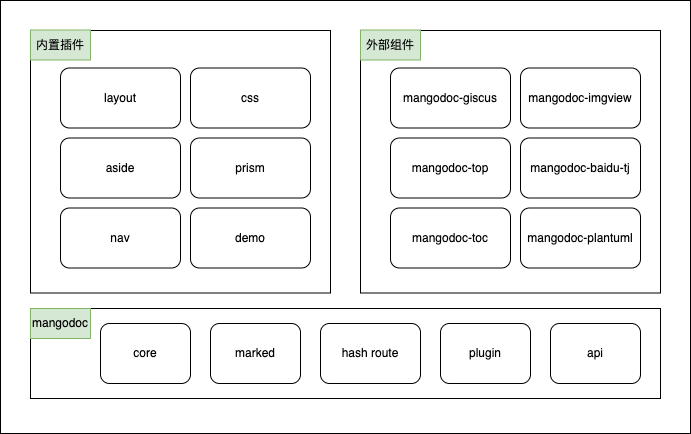 内置插件
layout
css
aside
prism
nav
demo
外部组件
mangodoc-giscus
mangodoc-imgview
mangodoc-top
mangodoc-baidu-tj
mangodoc-toc
mangodoc-plantuml
mangodoc
core
marked
hash route
plugin
api